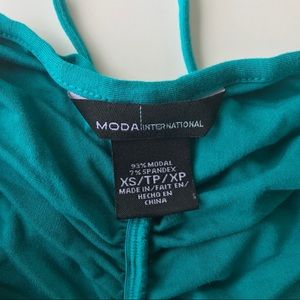 MODA INTERNATIONAL
93% MODAL
7% SPANDEX
XS/TP/XP
MADE IN/FAIT EN/
HECHO EN
CHINA